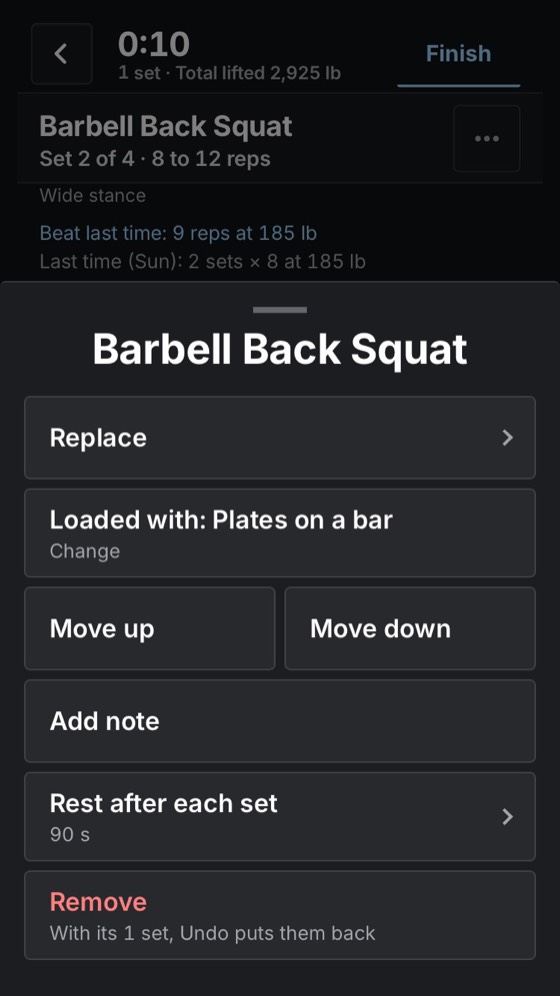 0:10
1 set · Total lifted 2,925 lb
Finish
Barbell Back Squat
Set 2 of 4 · 8 to 12 reps
Wide stance
Beat last time: 9 reps at 185 lb
Last time (Sun): 2 sets × 8 at 185 lb
Barbell Back Squat
Replace
Loaded with: Plates on a bar
Change
Move up
Move down
Add note
Rest after each set
90 s
Remove
With its 1 set, Undo puts them back